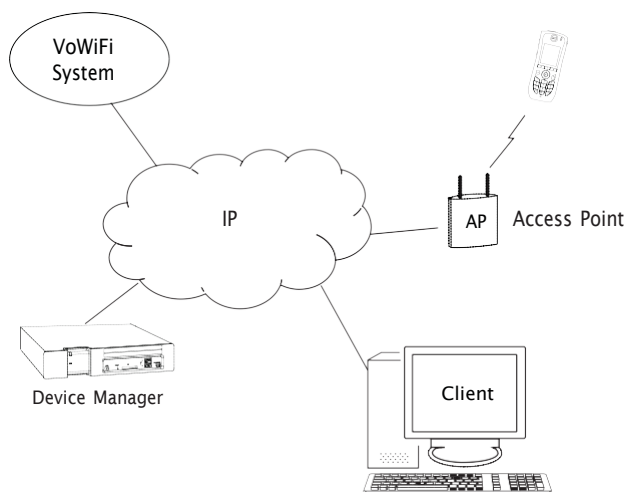 VoWiFi
System
IP
AP
Access Point
Device Manager
Client